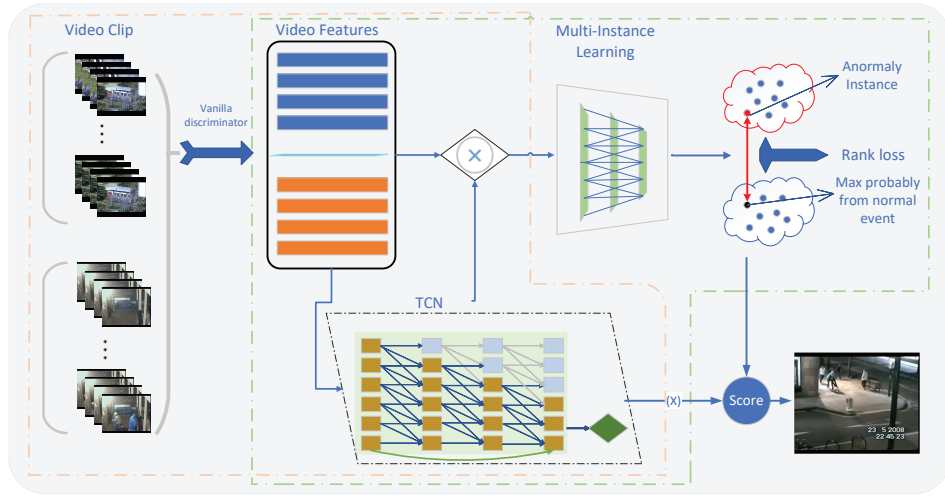 Video Clip
Video Features
Multi-Instance
Learning
Vanilla
discriminator
Anormaly
Instance
Rank loss
Max probably
from normal
event
TCN
(X)
Score
23 5 2008
22 45 23